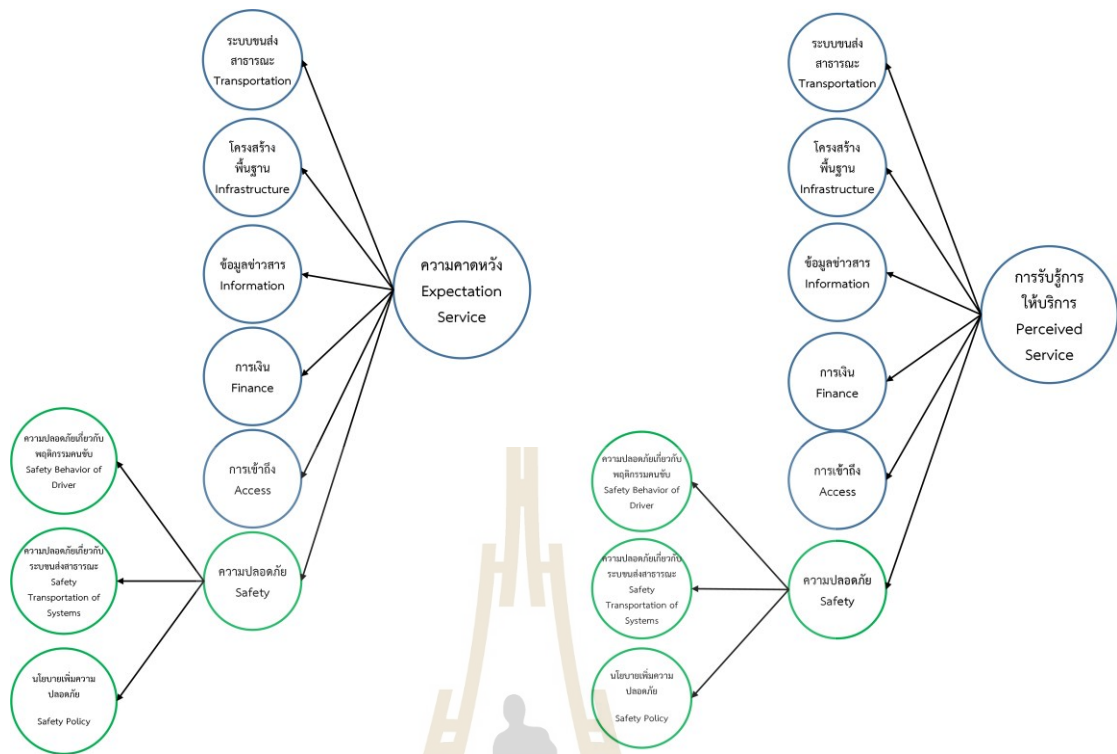 ระบบขนส่ง
สาธารณะ
Transportation
โครงสร้าง
พื้นฐาน
Infrastructure
ข้อมูลข่าวสาร
Information
การเงิน
Finance
การเข้าถึง
Access
ความปลอดภัย
Safety
ความคาดหวัง
Expectation
Service
ความปลอดภัยเกี่ยวกับ
พฤติกรรมคนขับ
Safety Behavior of
Driver
ความปลอดภัยเกี่ยวกับ
ระบบขนส่งสาธารณะ
Safety
Transportation of
Systems
นโยบายเพิ่มความ
ปลอดภัย
Safety Policy
ระบบขนส่ง
สาธารณะ
Transportation
โครงสร้าง
พื้นฐาน
Infrastructure
ข้อมูลข่าวสาร
Information
การเงิน
Finance
การเข้าถึง
Access
ความปลอดภัย
Safety
การรับรู้การ
ให้บริการ
Perceived
Service
ความปลอดภัยเกี่ยวกับ
พฤติกรรมคนขับ
Safety Behavior of
Driver
ความปลอดภัยเกี่ยวกับ
ระบบขนส่งสาธารณะ
Safety
Transportation of
Systems
นโยบายเพิ่มความ
ปลอดภัย
Safety Policy